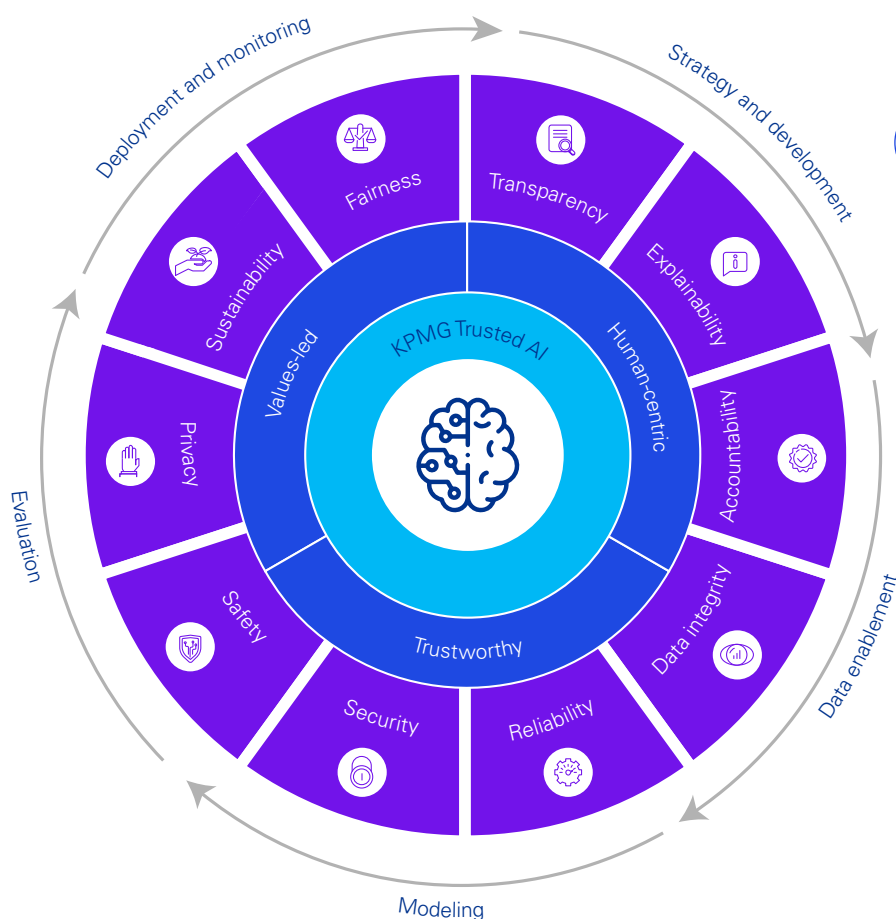 Deployment and monitoring
Strategy and development
Data enablement
Modeling
Evaluation
Fairness
Transparency
Explainability
Accountability
Data integrity
Reliability
Security
Safety
Privacy
Sustainability
Values-led
Human-centric
Trustworthy
KPMG Trusted AI